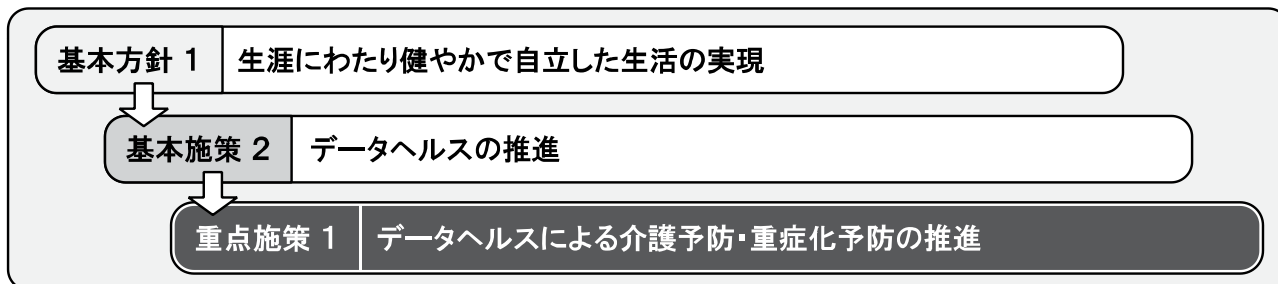 基本方針 1 生涯にわたり健やかで自立した生活の実現
基本施策 2 データヘルスの推進
重点施策 1 データヘルスによる介護予防・重症化予防の推進